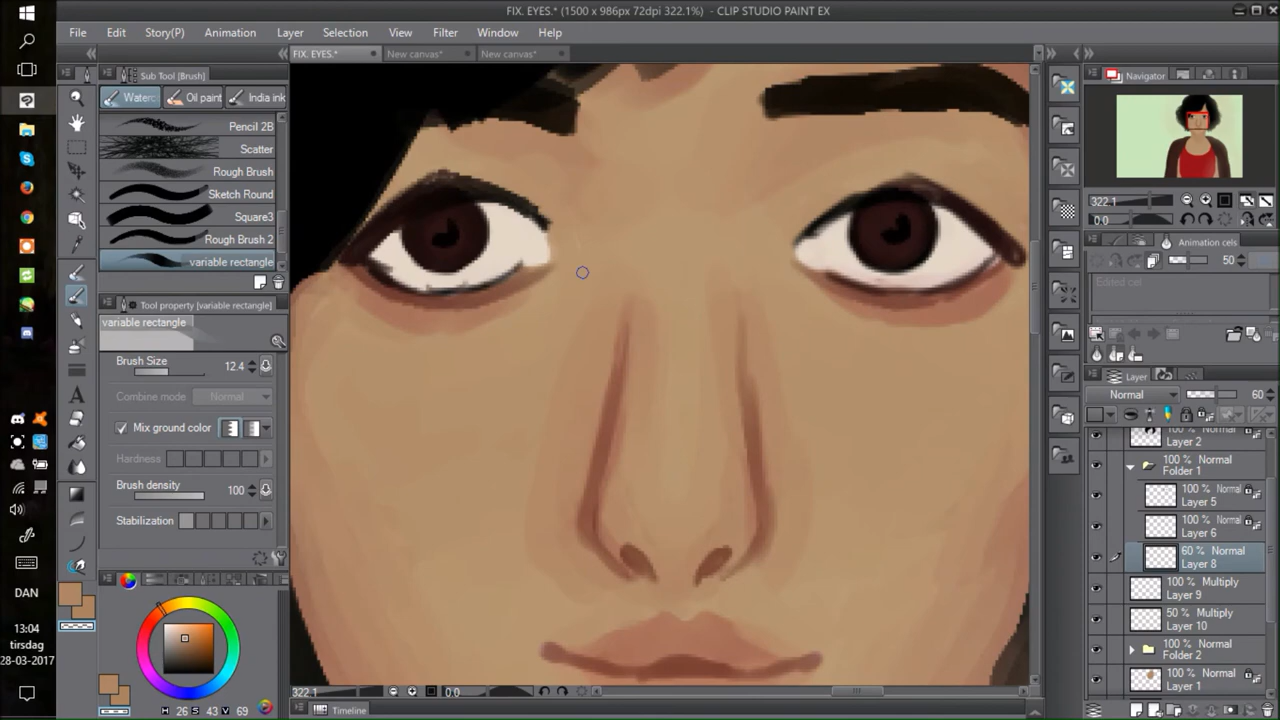 FIX. EYES.* (1500 x 986px 72dpi 322.1%) - CLIP STUDIO PAINT EX
File Edit Story(P) Animation Layer Selection View Filter Window Help
FIX. EYES.* New canvas* New canvas*
Sub Tool [Brush]
Waterc Oil paint India ink
Pencil 2B
Scatter
Rough Brush
Sketch Round
Square3
Rough Brush 2
variable rectangle
Tool property [variable rectangle]
variable rectangle
Brush Size 12.4
Combine mode Normal
Mix ground color
Hardness
Brush density 100
Stabilization
H 26 S 43 V 69
DAN
13:04
tirsdag
28-03-2017
322.1 0.0
Timeline
Navigator
322.1
0.0
Animation cels
50
Edited cel
Layer
Normal 60
100 % Normal
Layer 2
100 % Normal
Folder 1
100 % Normal
Layer 5
100 % Normal
Layer 6
60 % Normal
Layer 8
100 % Multiply
Layer 9
50 % Multiply
Layer 10
100 % Normal
Folder 2
100 % Normal
Layer 1